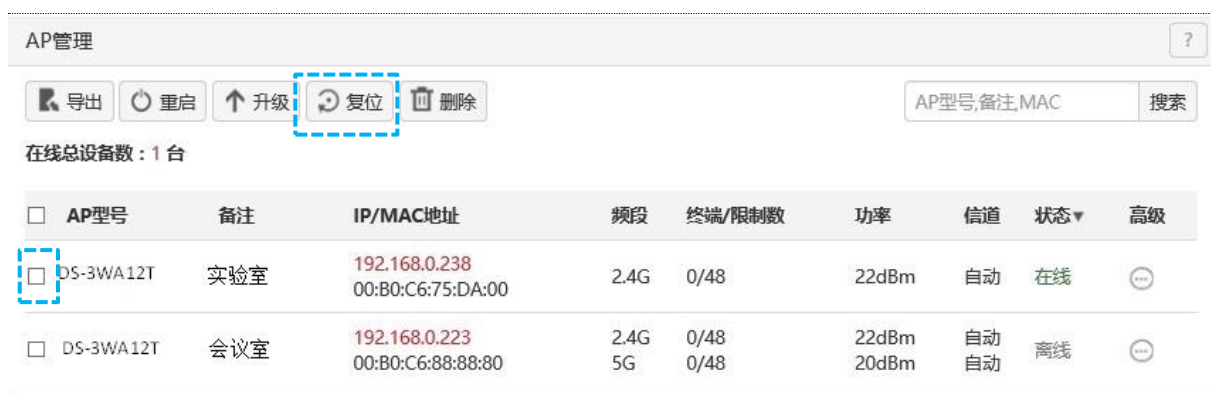 AP管理 ?
导出 重启 升级 复位 删除 AP型号,备注,MAC 搜索
在线总设备数：1 台
AP型号 备注 IP/MAC地址 频段 终端/限制数 功率 信道 状态▼ 高级
DS-3WA12T 实验室 192.168.0.238 2.4G 0/48 22dBm 自动 在线
00:B0:C6:75:DA:00
DS-3WA12T 会议室 192.168.0.223 2.4G 0/48 22dBm 自动 离线
00:B0:C6:88:88:80 5G 0/48 20dBm 自动